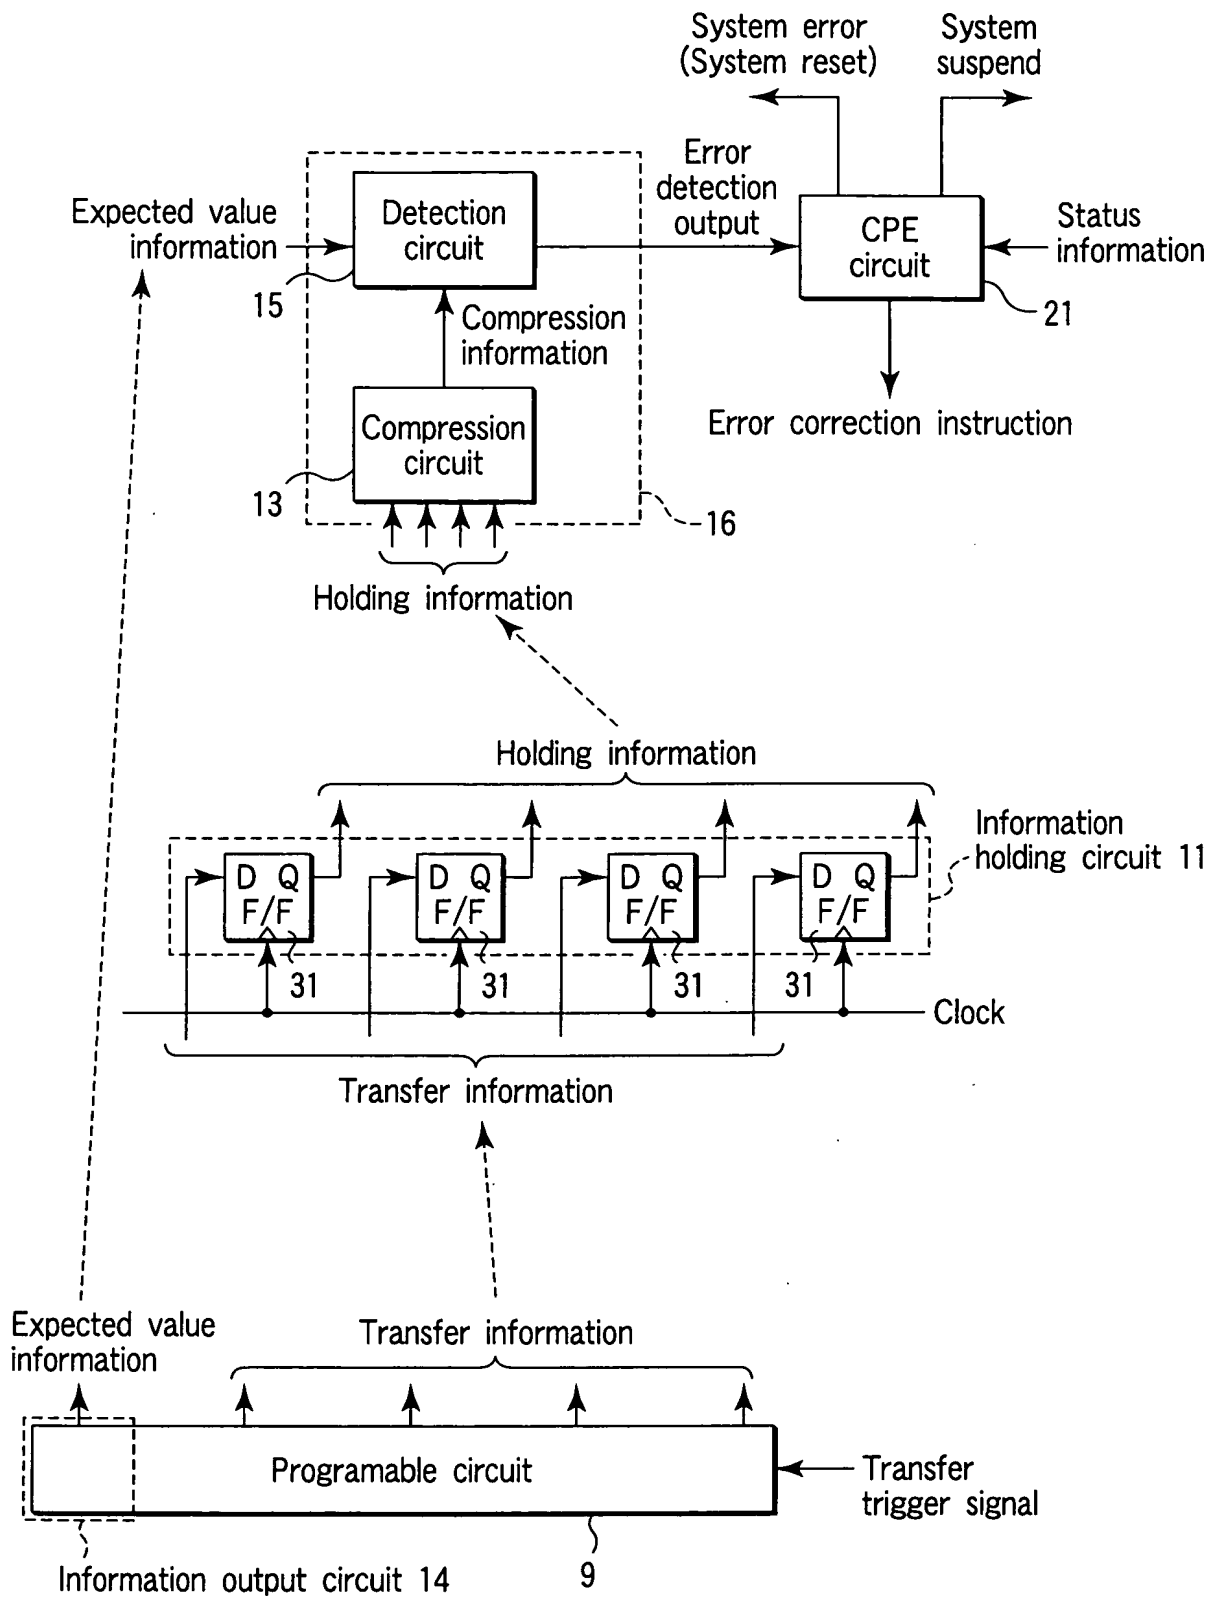 System error
(System reset)
System
suspend
Error
detection
output
Expected value
information
Detection
circuit
CPE
circuit
Status
information
15
21
Compression
information
Compression
circuit
Error correction instruction
13
16
Holding information
Holding information
Information
holding circuit 11
D Q
F/F
D Q
F/F
D Q
F/F
D Q
F/F
31
31
31
31
Clock
Transfer information
Expected value
information
Transfer information
Programable circuit
Transfer
trigger signal
Information output circuit 14
9